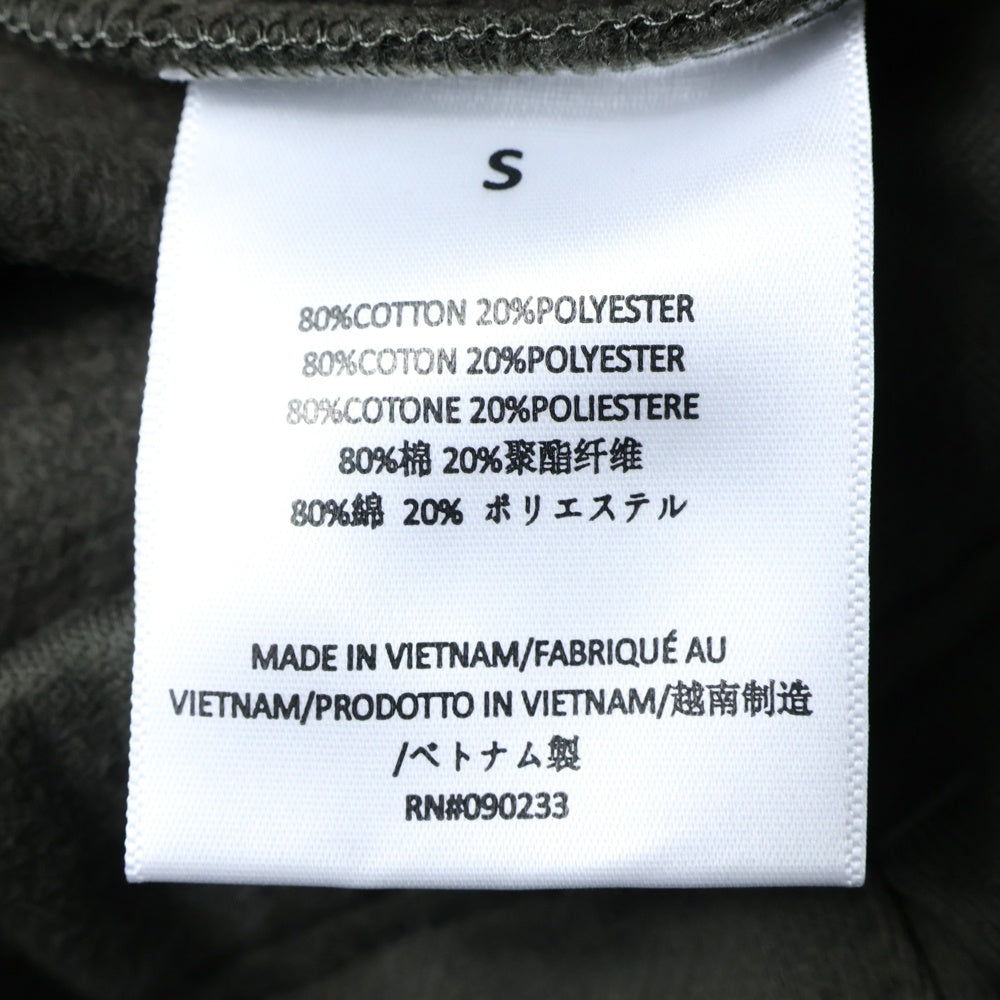 S
80%COTTON 20%POLYESTER
80%COTON 20%POLYESTER
80%COTONE 20%POLIESTERE
80%棉 20%聚酯纤维
80%綿 20% ポリエステル
MADE IN VIETNAM/FABRIQUÉ AU
VIETNAM/PRODOTTO IN VIETNAM/越南制造
/ベトナム製
RN#090233